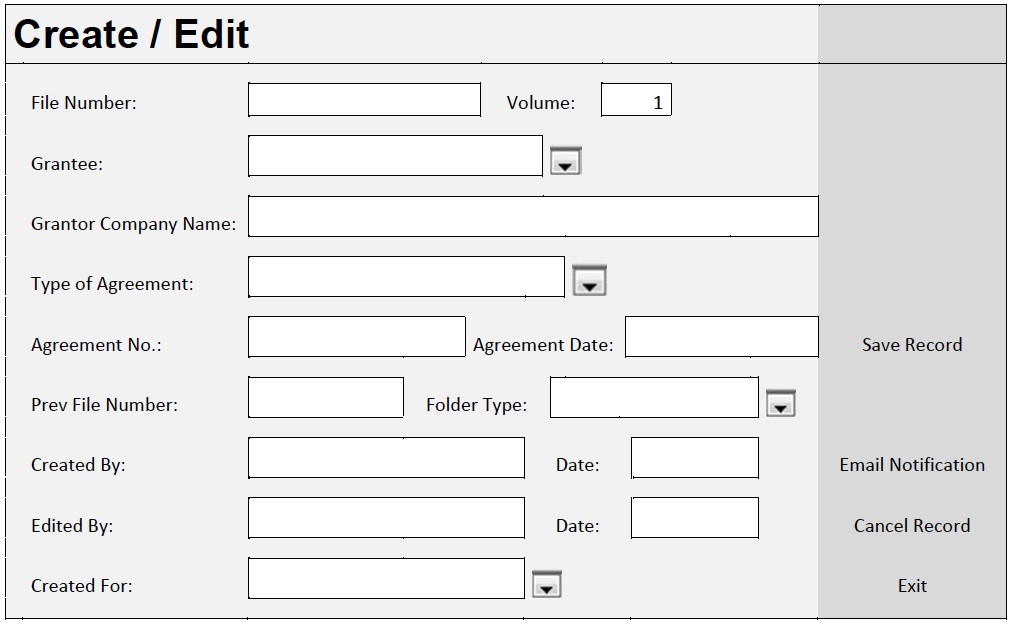 Create / Edit
File Number: Volume: 1
Grantee:
Grantor Company Name:
Type of Agreement:
Agreement No.: Agreement Date: Save Record
Prev File Number: Folder Type:
Created By: Date: Email Notification
Edited By: Date: Cancel Record
Created For: Exit